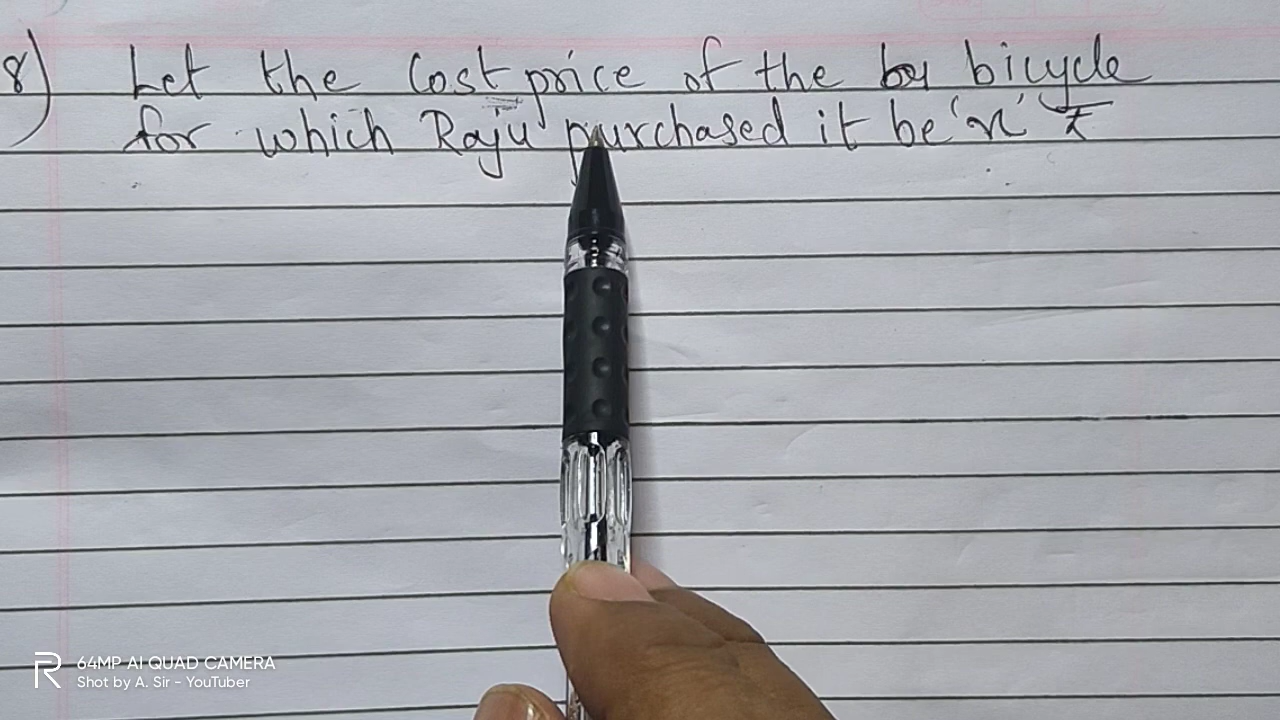 8) Let the Cost price of the by bicycle
for which Raju purchased it be 'x' ₹
64MP AI QUAD CAMERA
Shot by A. Sir - YouTuber